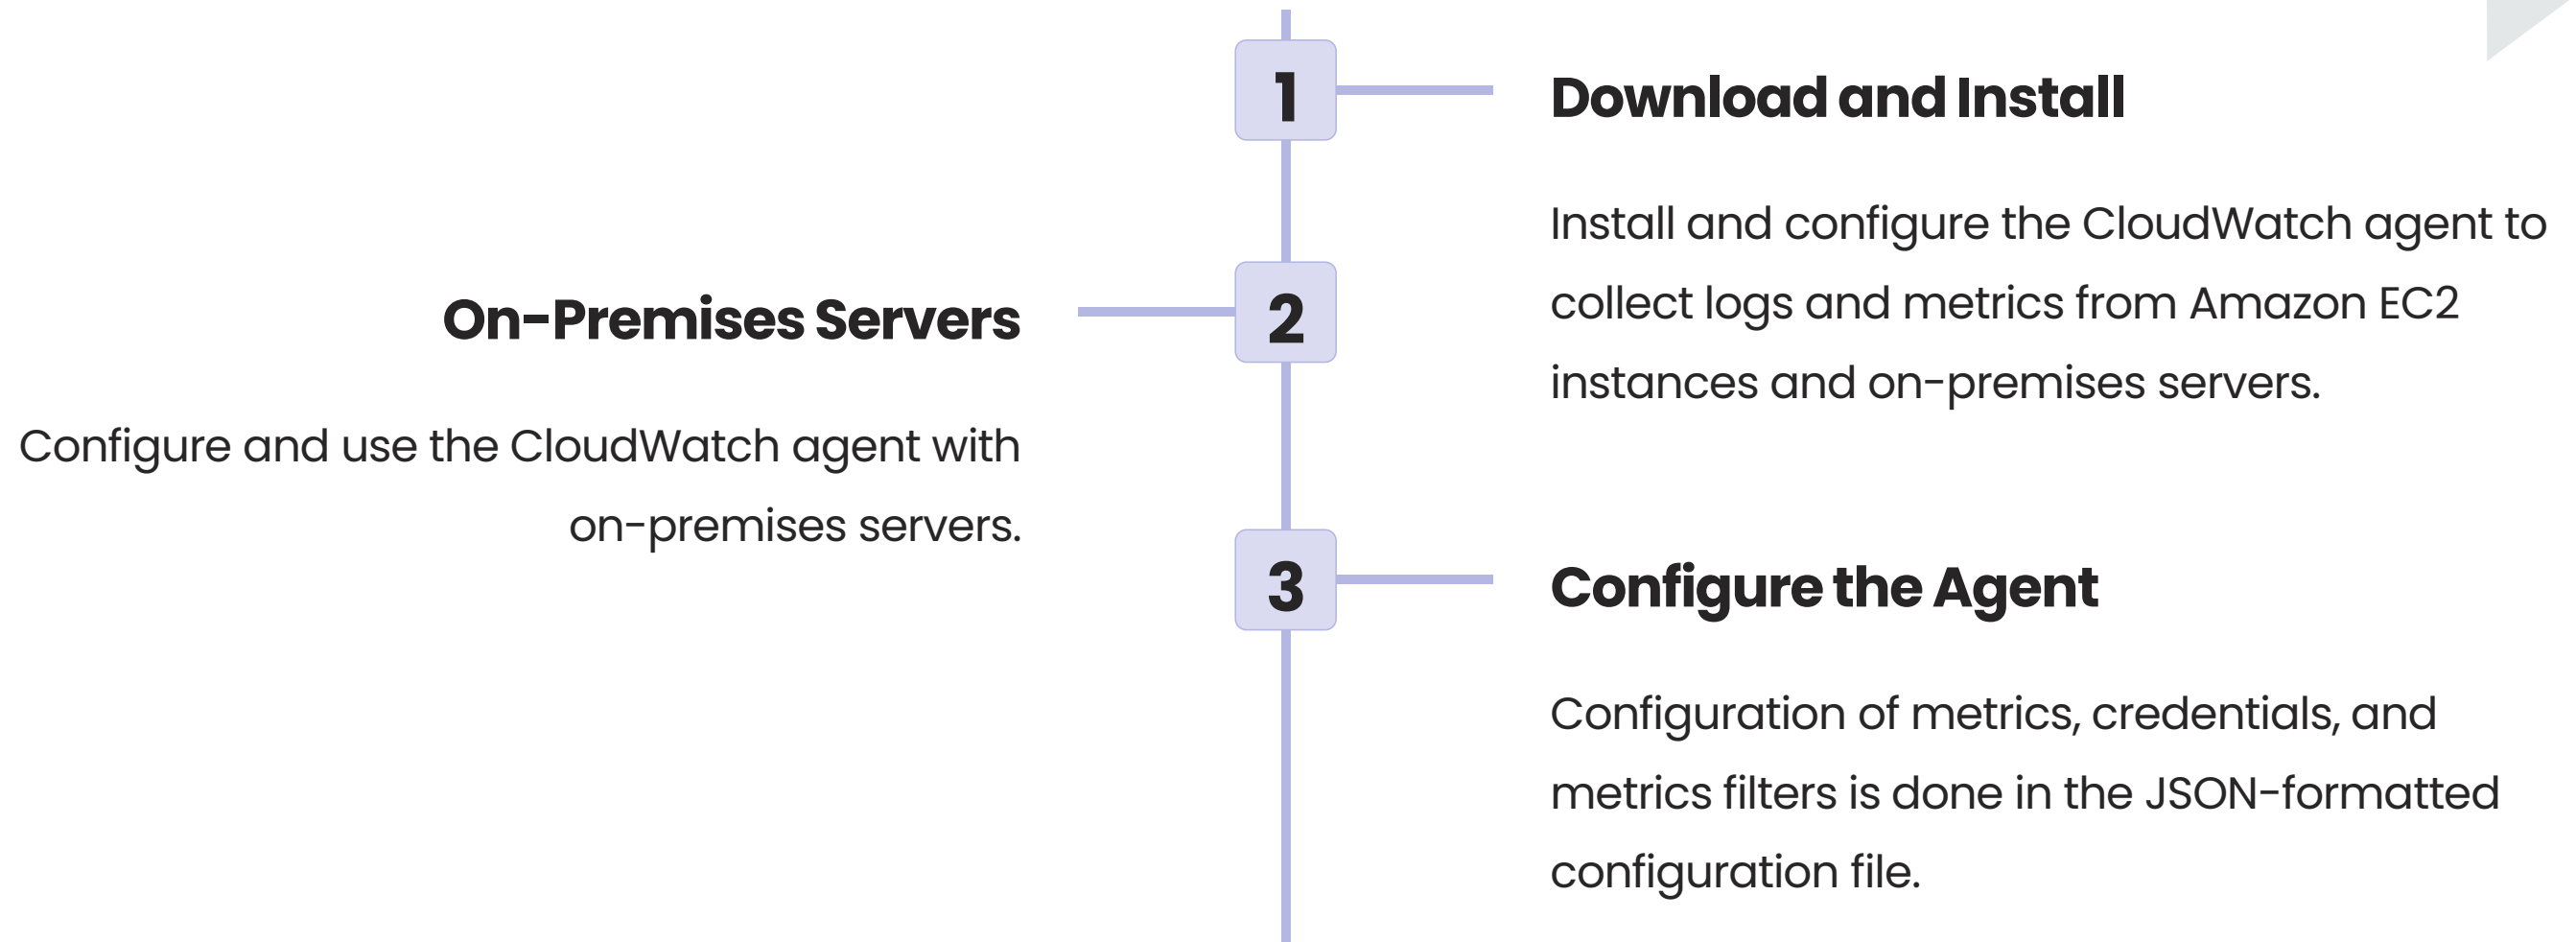 1
Download and Install
Install and configure the CloudWatch agent to
collect logs and metrics from Amazon EC2
instances and on-premises servers.
2
On-Premises Servers
Configure and use the CloudWatch agent with
on-premises servers.
3
Configure the Agent
Configuration of metrics, credentials, and
metrics filters is done in the JSON-formatted
configuration file.